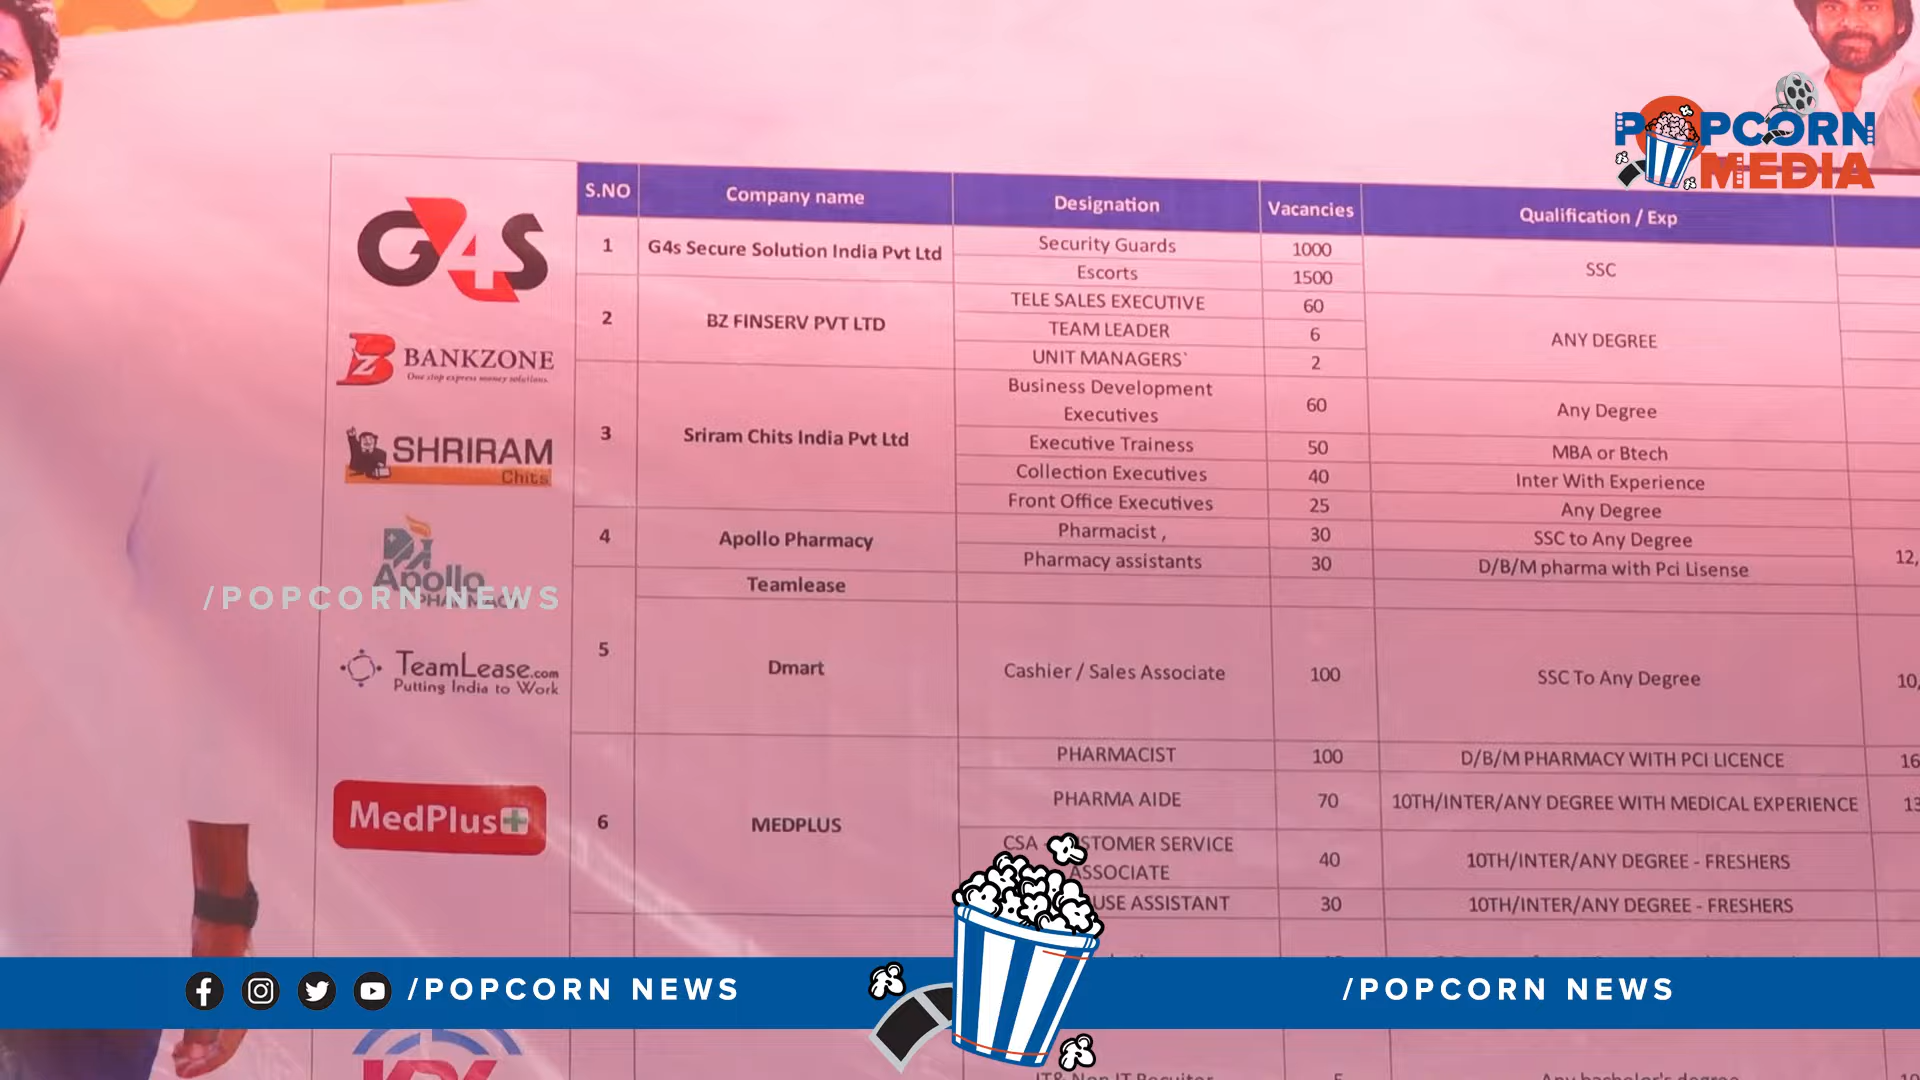 POPCORN
MEDIA
G4S
BANKZONE
One stop express money solutions.
SHRIRAM
Chits
Apollo
PHARMACY
/POPCORN NEWS
TeamLease.com
Putting India to Work
MedPlus
S.NO Company name Designation Vacancies Qualification / Exp
1 G4s Secure Solution India Pvt Ltd Security Guards 1000 SSC
Escorts 1500
2 BZ FINSERV PVT LTD TELE SALES EXECUTIVE 60 ANY DEGREE
TEAM LEADER 6
UNIT MANAGERS` 2
3 Sriram Chits India Pvt Ltd Business Development
Executives 60 Any Degree
Executive Trainess 50 MBA or Btech
Collection Executives 40 Inter With Experience
Front Office Executives 25 Any Degree
4 Apollo Pharmacy Pharmacist , 30 SSC to Any Degree
12,
Pharmacy assistants 30 D/B/M pharma with Pci Lisense
Teamlease
5 Dmart Cashier / Sales Associate 100 SSC To Any Degree 10,
6 MEDPLUS PHARMACIST 100 D/B/M PHARMACY WITH PCI LICENCE 16
PHARMA AIDE 70 10TH/INTER/ANY DEGREE WITH MEDICAL EXPERIENCE 13
CSA STOMER SERVICE
ASSOCIATE 40 10TH/INTER/ANY DEGREE - FRESHERS
USE ASSISTANT 30 10TH/INTER/ANY DEGREE - FRESHERS
/POPCORN NEWS
/POPCORN NEWS